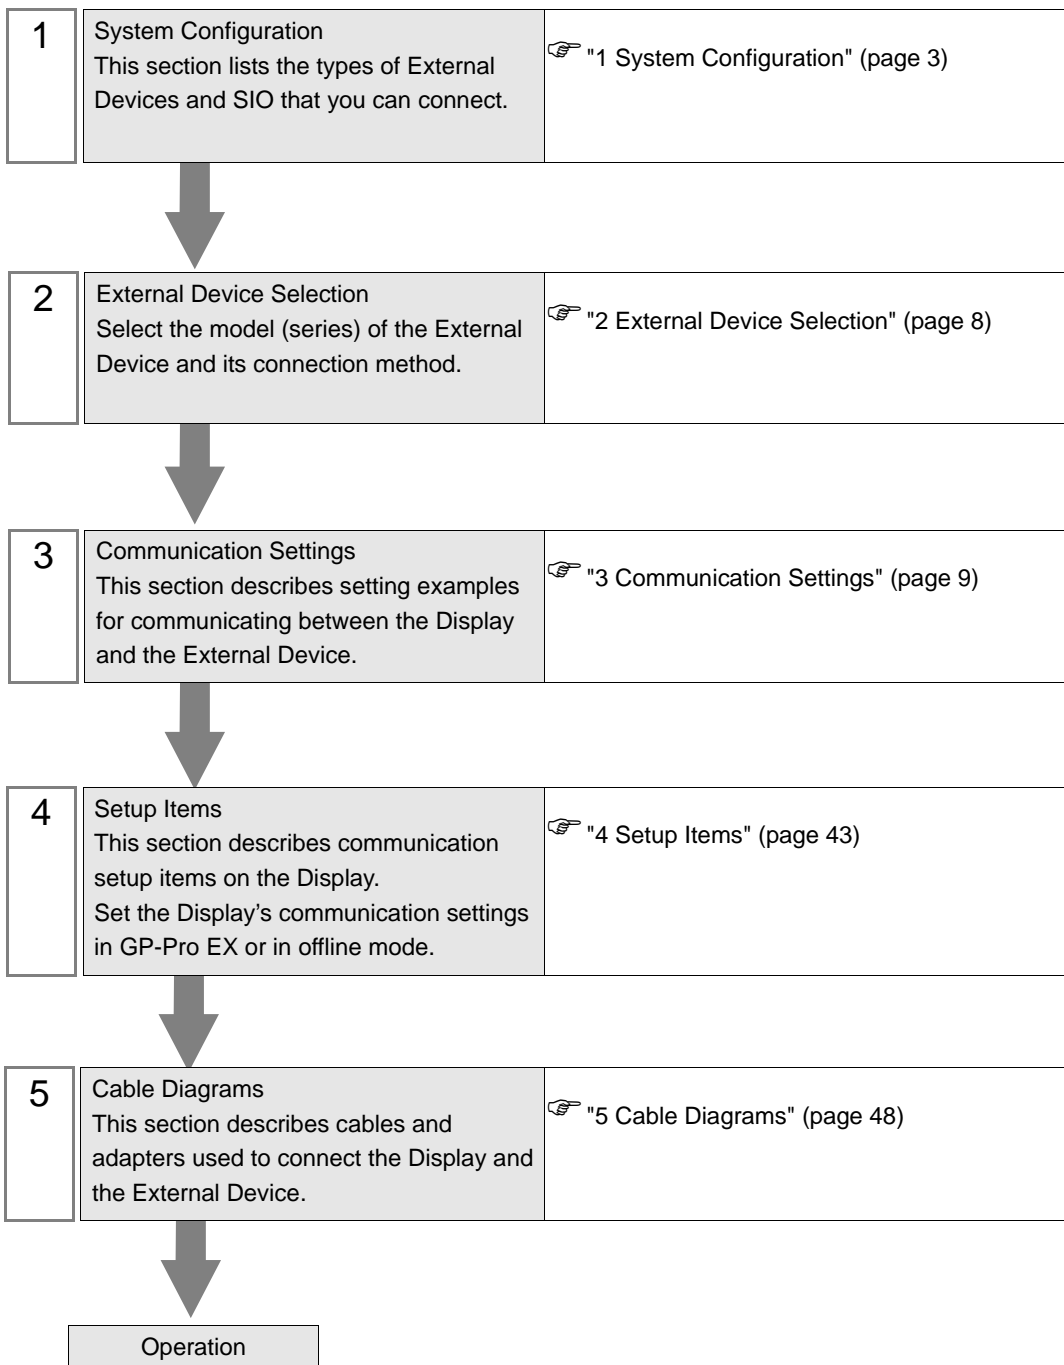 1
System Configuration
This section lists the types of External
Devices and SIO that you can connect.
"1 System Configuration" (page 3)
2
External Device Selection
Select the model (series) of the External
Device and its connection method.
"2 External Device Selection" (page 8)
3
Communication Settings
This section describes setting examples
for communicating between the Display
and the External Device.
"3 Communication Settings" (page 9)
4
Setup Items
This section describes communication
setup items on the Display.
Set the Display’s communication settings
in GP-Pro EX or in offline mode.
"4 Setup Items" (page 43)
5
Cable Diagrams
This section describes cables and
adapters used to connect the Display and
the External Device.
"5 Cable Diagrams" (page 48)
Operation